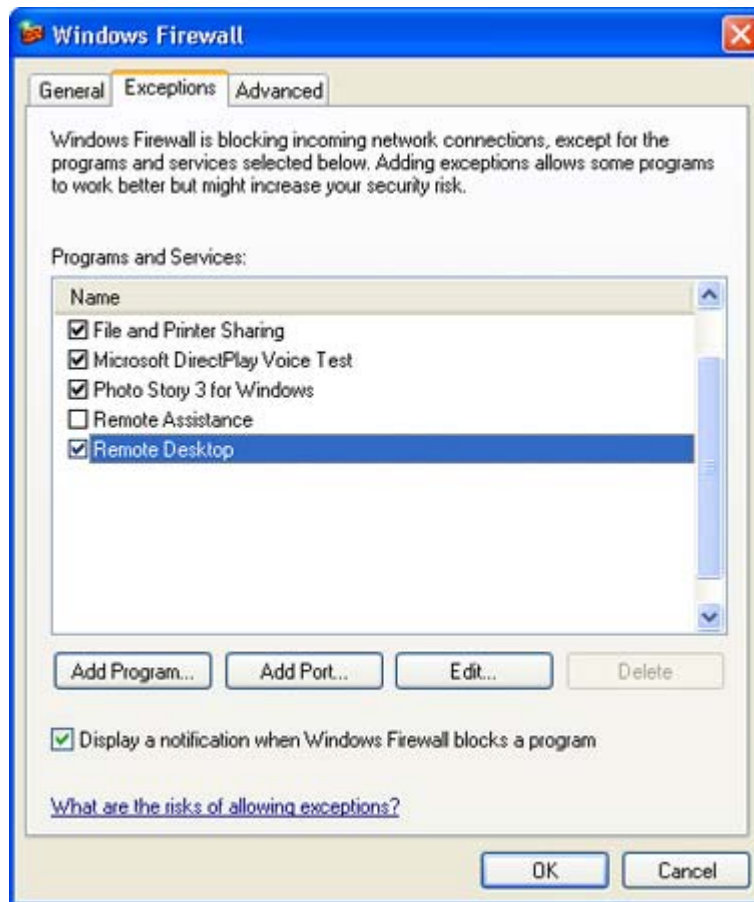 Windows Firewall
General Exceptions Advanced
Windows Firewall is blocking incoming network connections, except for the
programs and services selected below. Adding exceptions allows some programs
to work better but might increase your security risk.
Programs and Services:
Name
File and Printer Sharing
Microsoft DirectPlay Voice Test
Photo Story 3 for Windows
Remote Assistance
Remote Desktop
Add Program... Add Port... Edit... Delete
Display a notification when Windows Firewall blocks a program
What are the risks of allowing exceptions?
OK Cancel